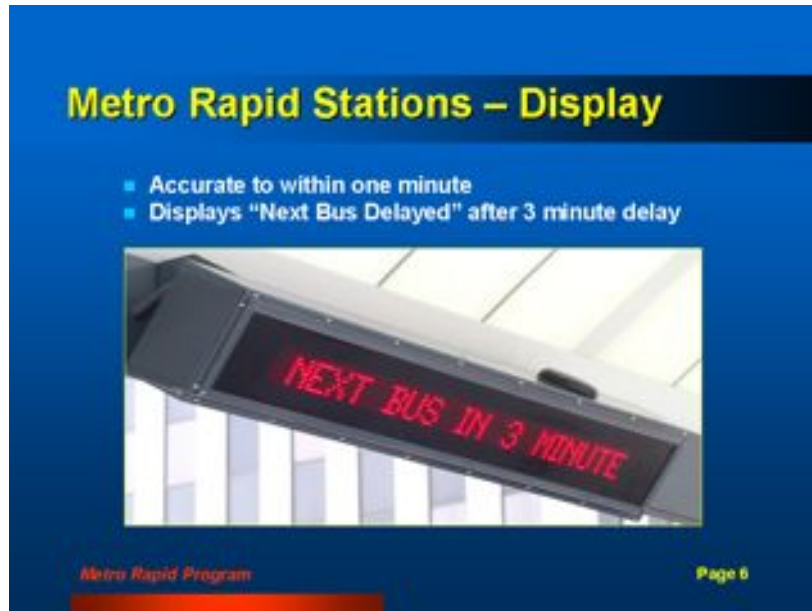 Metro Rapid Stations – Display
Accurate to within one minute
Displays “Next Bus Delayed” after 3 minute delay
NEXT BUS IN 3 MINUTE
Metro Rapid Program
Page 6